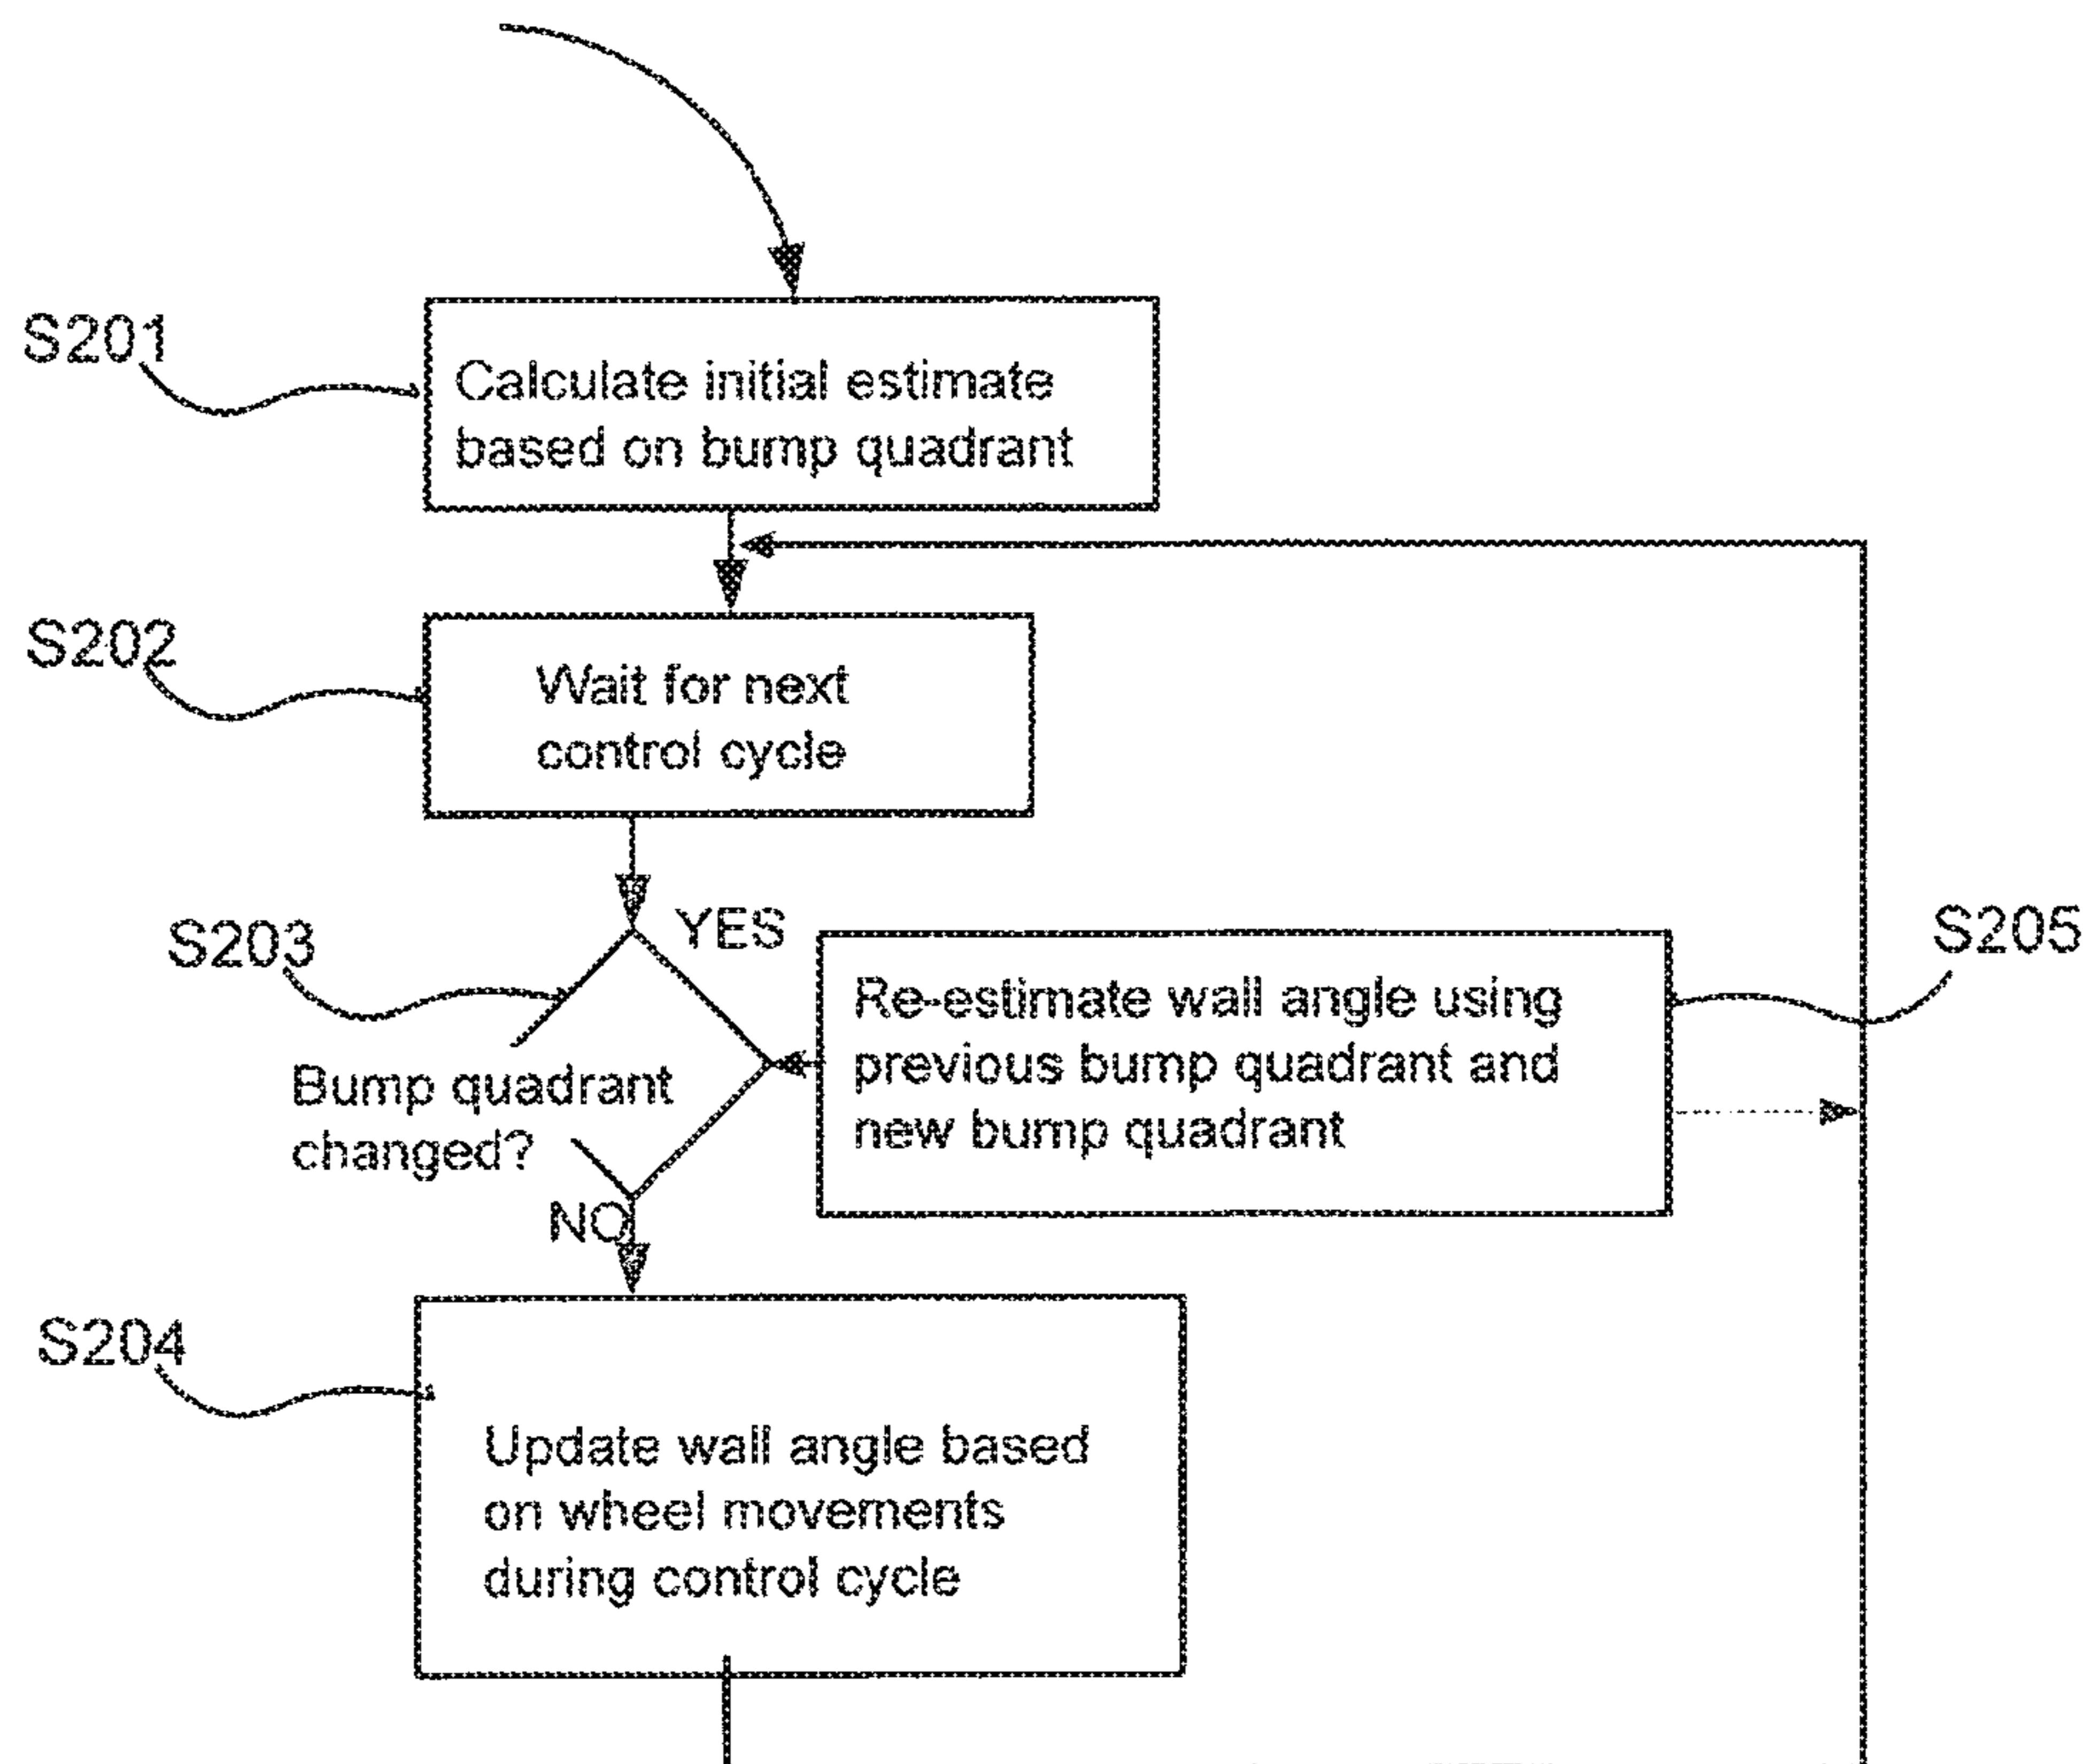 S201
Calculate initial estimate
based on bump quadrant
S202
Wait for next
control cycle
S203
YES
Bump quadrant
changed?
NO
Re-estimate wall angle using
previous bump quadrant and
new bump quadrant
S205
S204
Update wall angle based
on wheel movements
during control cycle